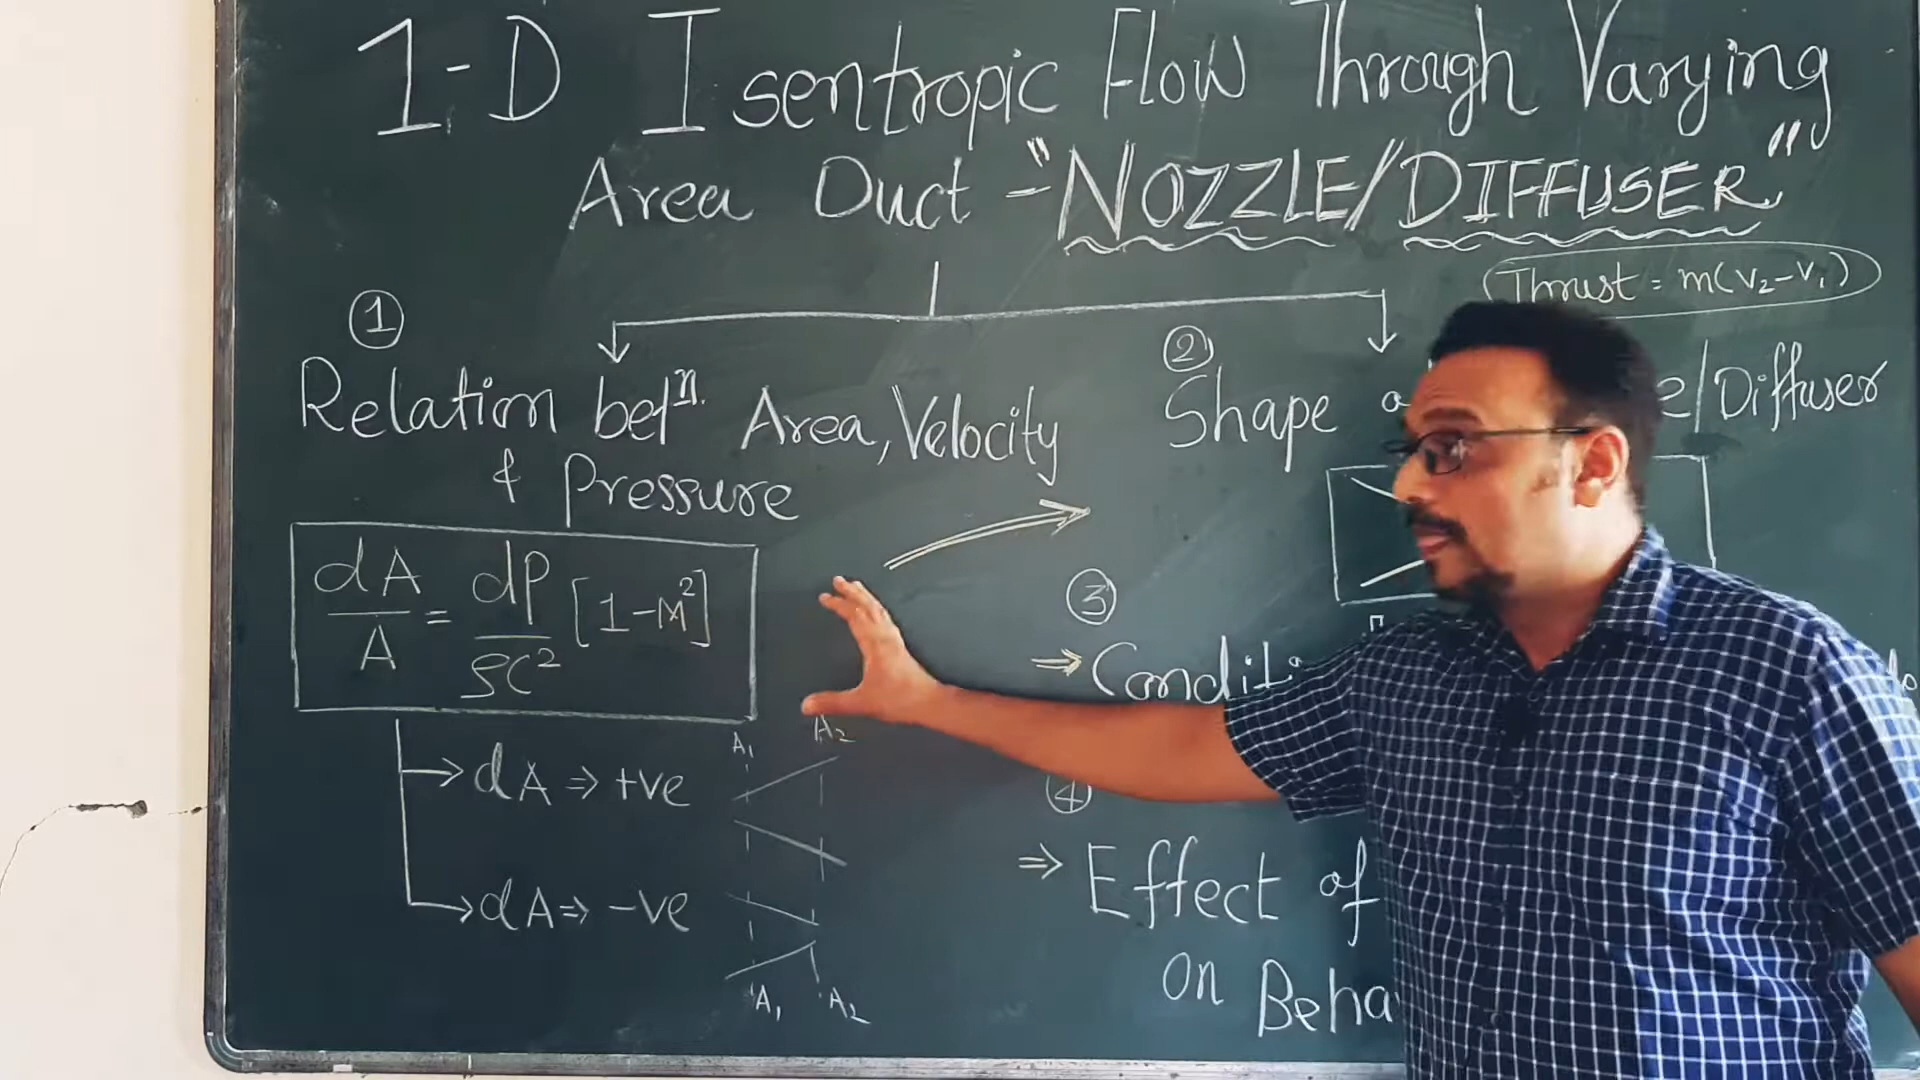 1-D Isentropic Flow Through Varying
Area Duct - "NOZZLE/DIFFUSER"
Thrust = m(V₂-V₁)
①
Relation betⁿ. Area, Velocity
& Pressure
dA/A = dP/ρC² [1-M²]
→ dA ⇒ +ve
A₁ A₂
→ dA ⇒ -ve
A₁ A₂
②
Shape /Diffuser
③
④
⇒ Effect of
on